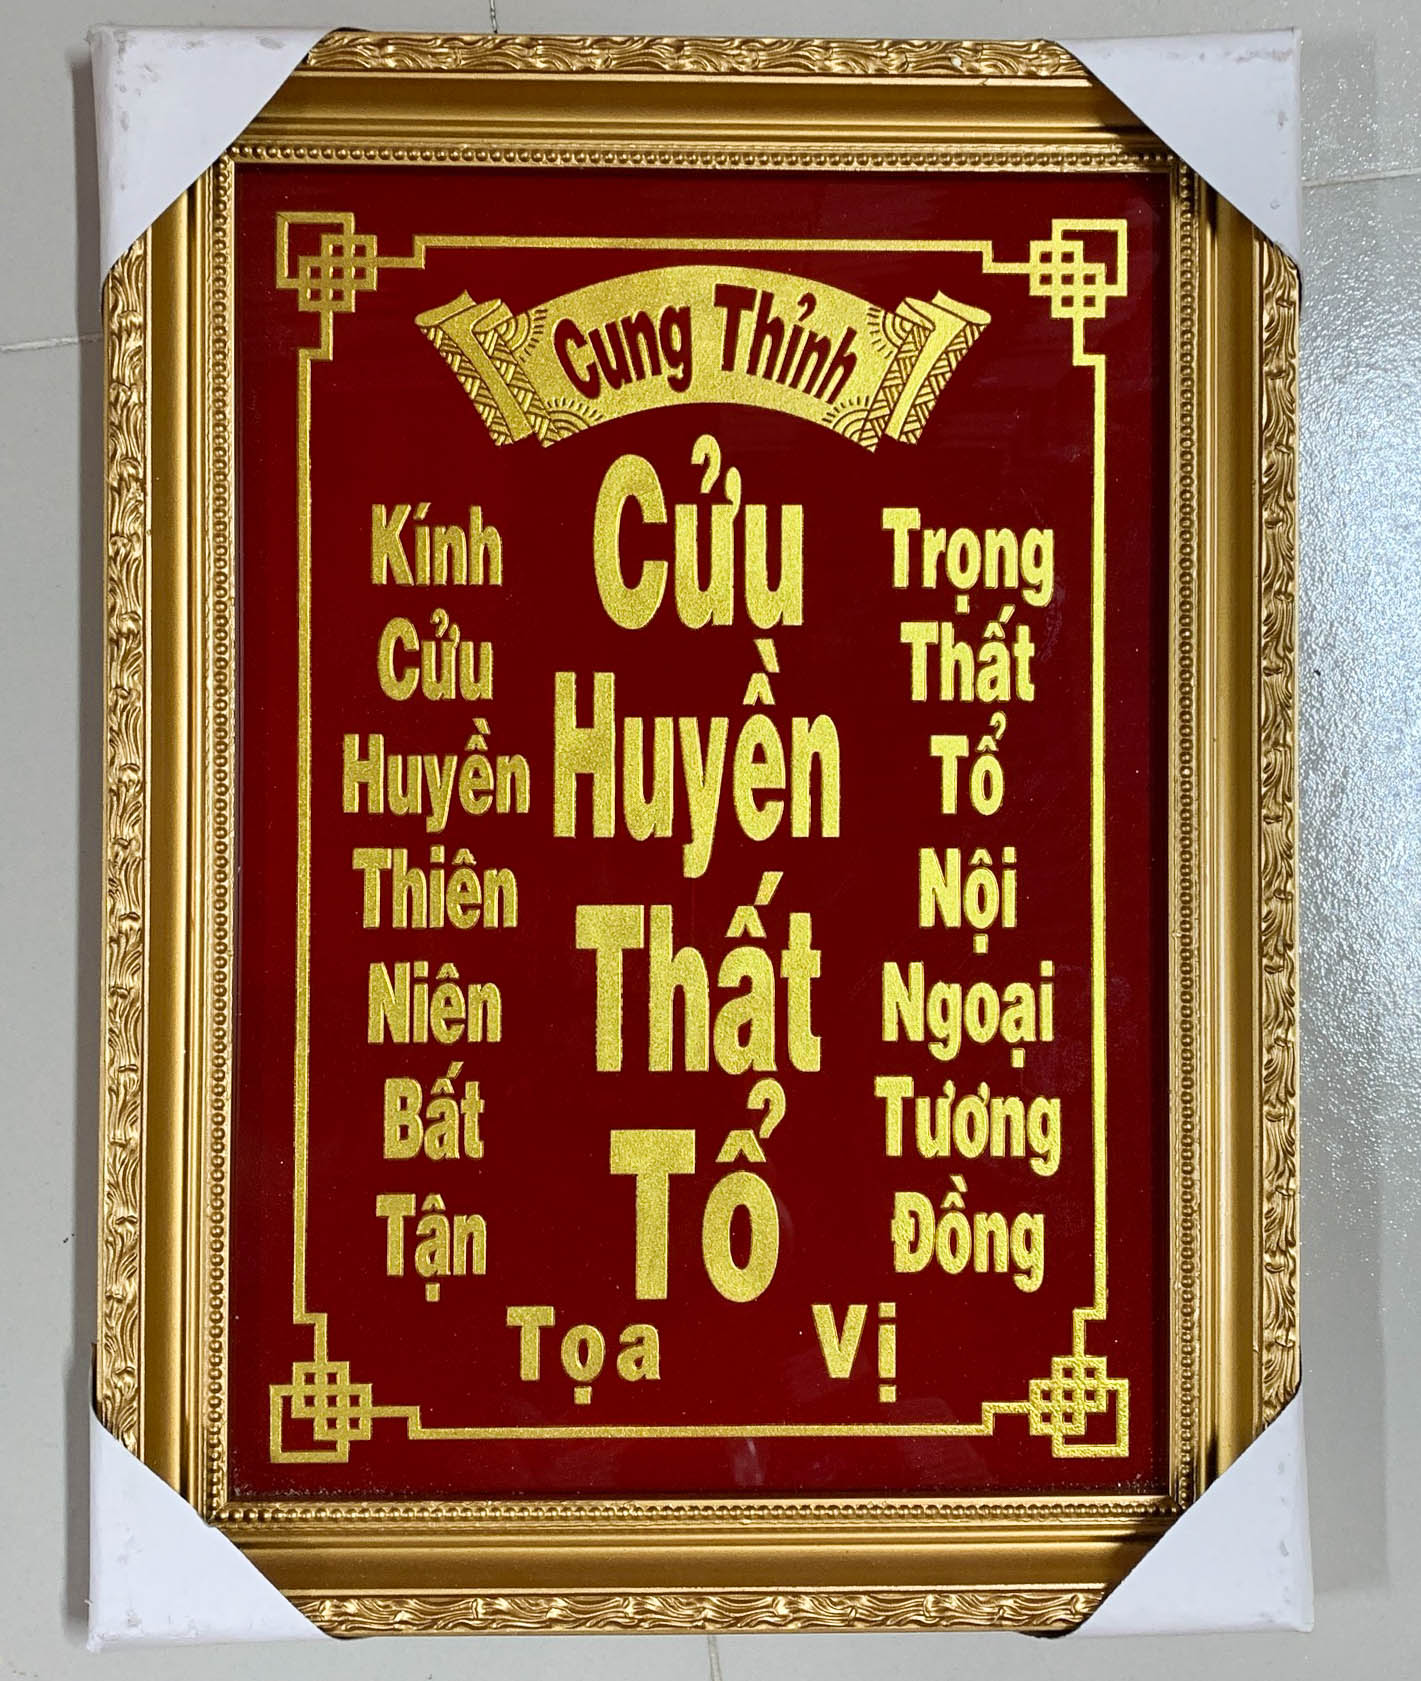 Cung Thỉnh
Cửu
Huyền
Thất
Tổ
Kính
Cửu
Huyền
Thiên
Niên
Bất
Tận
Trọng
Thất
Tổ
Nội
Ngoại
Tương
Đồng
Tọa Vị